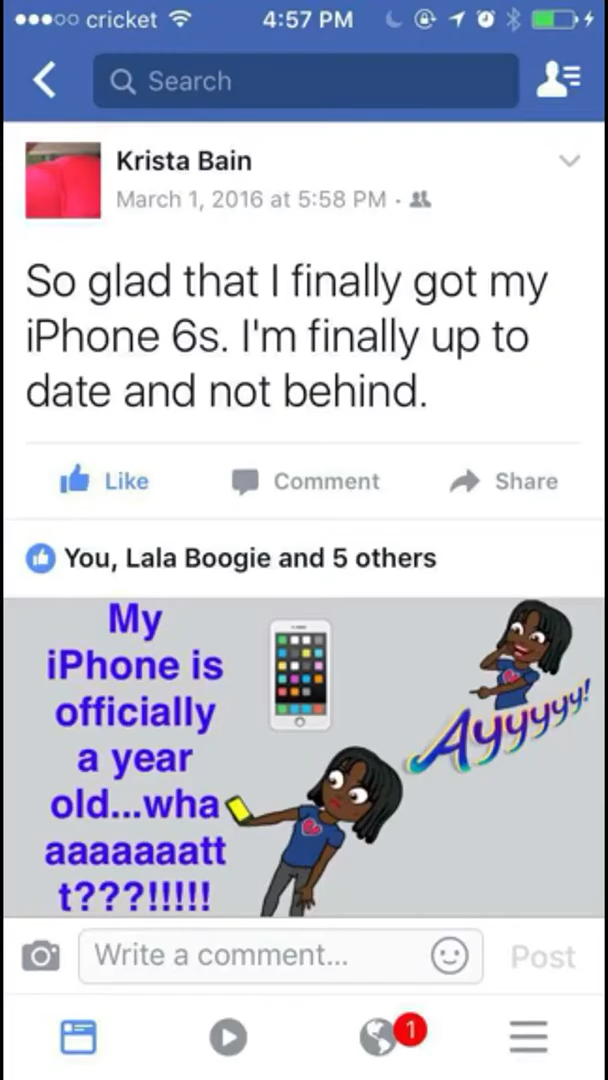 cricket 4:57 PM
Search
Krista Bain
March 1, 2016 at 5:58 PM ·
So glad that I finally got my
iPhone 6s. I'm finally up to
date and not behind.
Like Comment Share
You, Lala Boogie and 5 others
My
iPhone is
officially
a year
old...wha
aaaaaaatt
t???!!!!!
Ayyyyyy!
Write a comment... Post
1